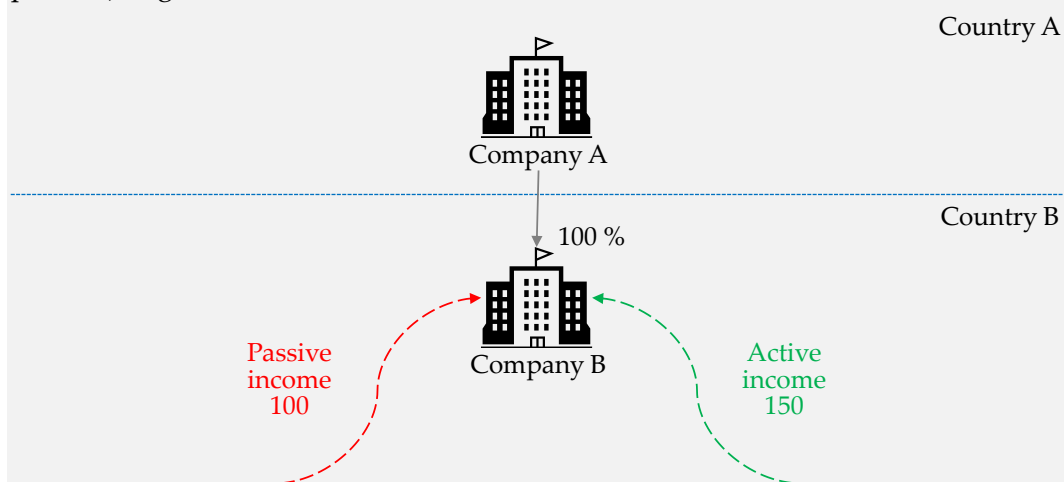 Country A
Company A
Country B
100 %
Company B
Passive
income
100
Active
income
150